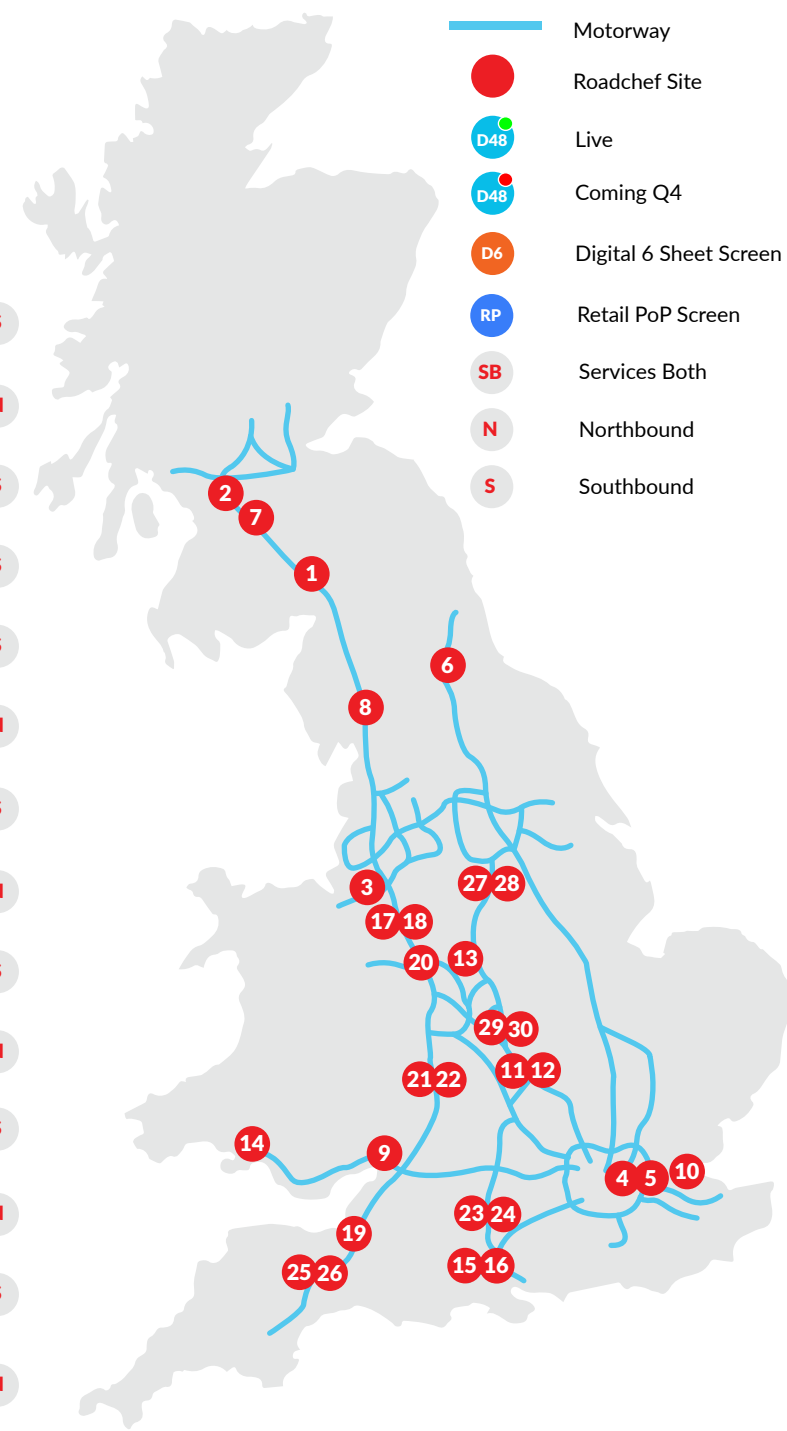 Motorway
Roadchef Site
D48 Live
D48 Coming Q4
D6 Digital 6 Sheet Screen
RP Retail PoP Screen
SB Services Both
N Northbound
S Southbound
2
7
1
6
8
3
27 28
17 18
20
13
29 30
11 12
21 22
14
9
4 5 10
23 24
19
15 16
25 26